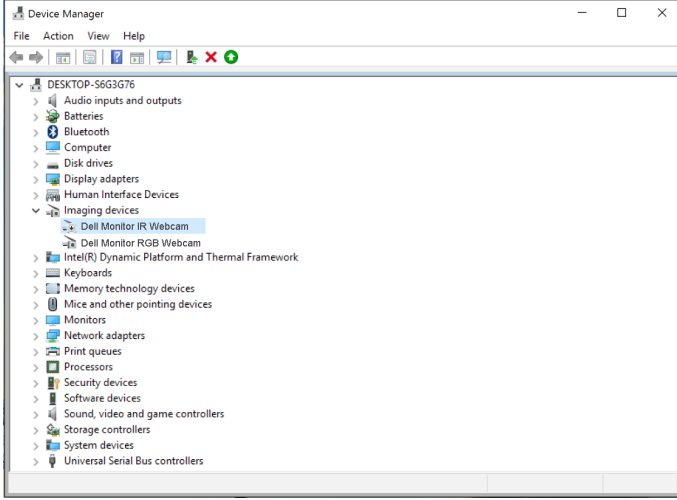 Device Manager
File Action View Help
DESKTOP-S6G3G76
Audio inputs and outputs
Batteries
Bluetooth
Computer
Disk drives
Display adapters
Human Interface Devices
Imaging devices
Dell Monitor IR Webcam
Dell Monitor RGB Webcam
Intel(R) Dynamic Platform and Thermal Framework
Keyboards
Memory technology devices
Mice and other pointing devices
Monitors
Network adapters
Print queues
Processors
Security devices
Software devices
Sound, video and game controllers
Storage controllers
System devices
Universal Serial Bus controllers